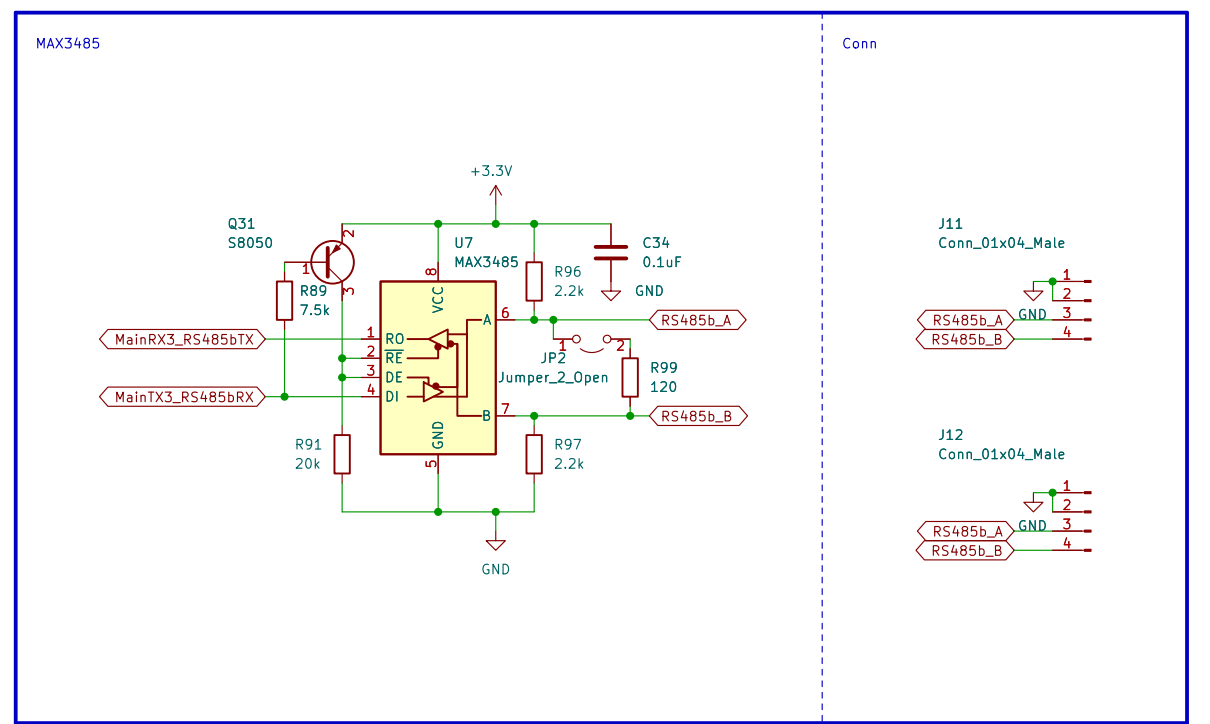 MAX3485
Conn
+3.3V
Q31
S8050
2
1
3
R89
7.5k
U7
MAX3485
8
VCC
R96
2.2k
C34
0.1uF
GND
MainRX3_RS485bTX
1
RO
2
RE
3
DE
4
DI
MainTX3_RS485bRX
A
6
RS485b_A
1
2
JP2
Jumper_2_Open
R99
120
B
7
RS485b_B
GND
5
R91
20k
R97
2.2k
GND
J11
Conn_01x04_Male
1
2
GND
3
RS485b_A
4
RS485b_B
J12
Conn_01x04_Male
1
2
GND
3
RS485b_A
4
RS485b_B